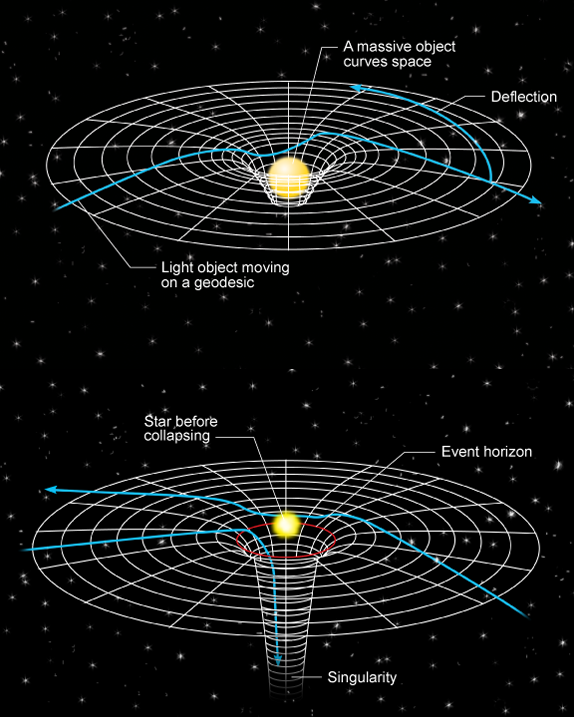 A massive object
curves space
Deflection
Light object moving
on a geodesic
Star before
collapsing
Event horizon
Singularity